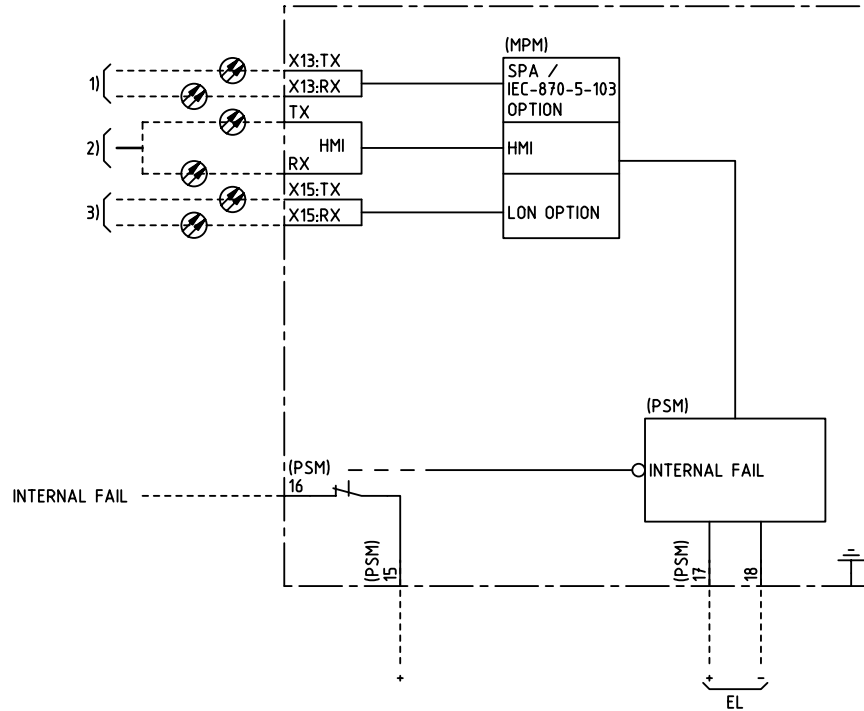 (MPM)
X13:TX
SPA /
1)
X13:RX
IEC-870-5-103
OPTION
TX
2)
HMI
HMI
RX
X15:TX
3)
X15:RX
LON OPTION
(PSM)
(PSM)
INTERNAL FAIL
16
INTERNAL FAIL
(PSM)
15
(PSM)
17
18
+
+
-
EL